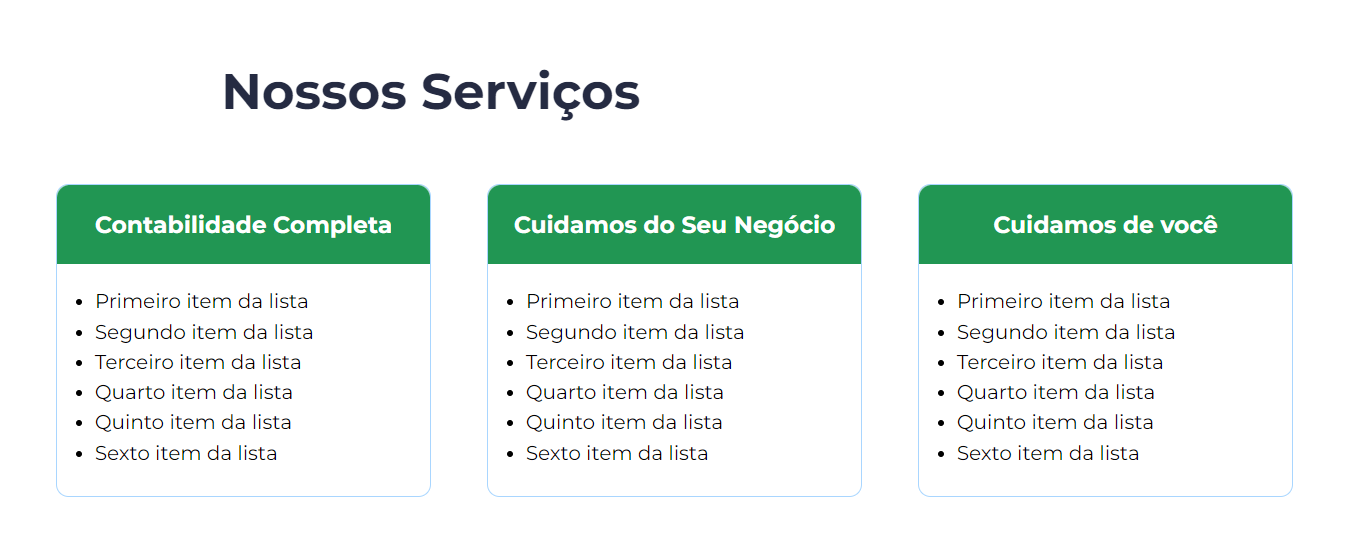 Nossos Serviços
Contabilidade Completa
• Primeiro item da lista
• Segundo item da lista
• Terceiro item da lista
• Quarto item da lista
• Quinto item da lista
• Sexto item da lista
Cuidamos do Seu Negócio
• Primeiro item da lista
• Segundo item da lista
• Terceiro item da lista
• Quarto item da lista
• Quinto item da lista
• Sexto item da lista
Cuidamos de você
• Primeiro item da lista
• Segundo item da lista
• Terceiro item da lista
• Quarto item da lista
• Quinto item da lista
• Sexto item da lista